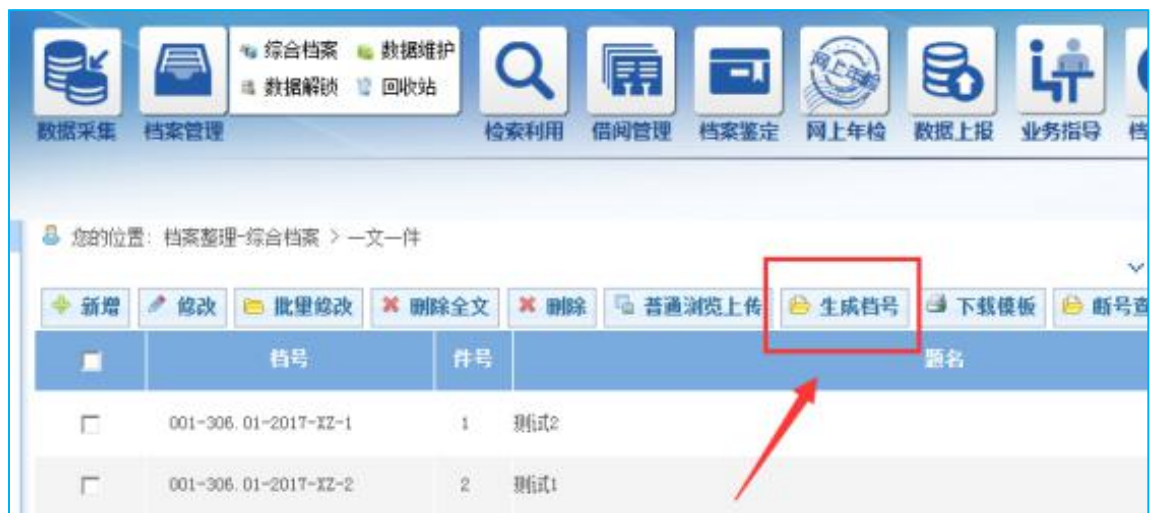 综合档案 数据维护
数据解锁 回收站
数据采集 档案管理 检索利用 借阅管理 档案鉴定 网上年检 数据上报 业务指导
您的位置：档案整理-综合档案 > 一文一件
新增 修改 批里修改 删除全文 删除 普通浏览上传 生成档号 下载模板 断号查
档号 件号 题名
001-306.01-2017-XZ-1 1 测试2
001-306.01-2017-XZ-2 2 测试1